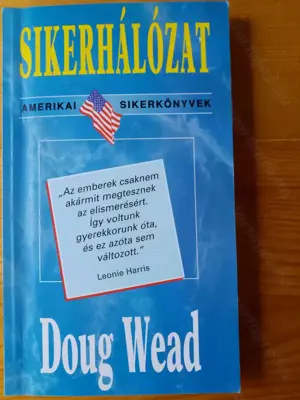 SIKERHÁLÓZAT
AMERIKAI SIKERKÖNYVEK
„Az emberek csaknem
akármit megtesznek
az elismerésért.
Így voltunk
gyerekkorunk óta,
és ez azóta sem
változott."
Leonie Harris
Doug Wead